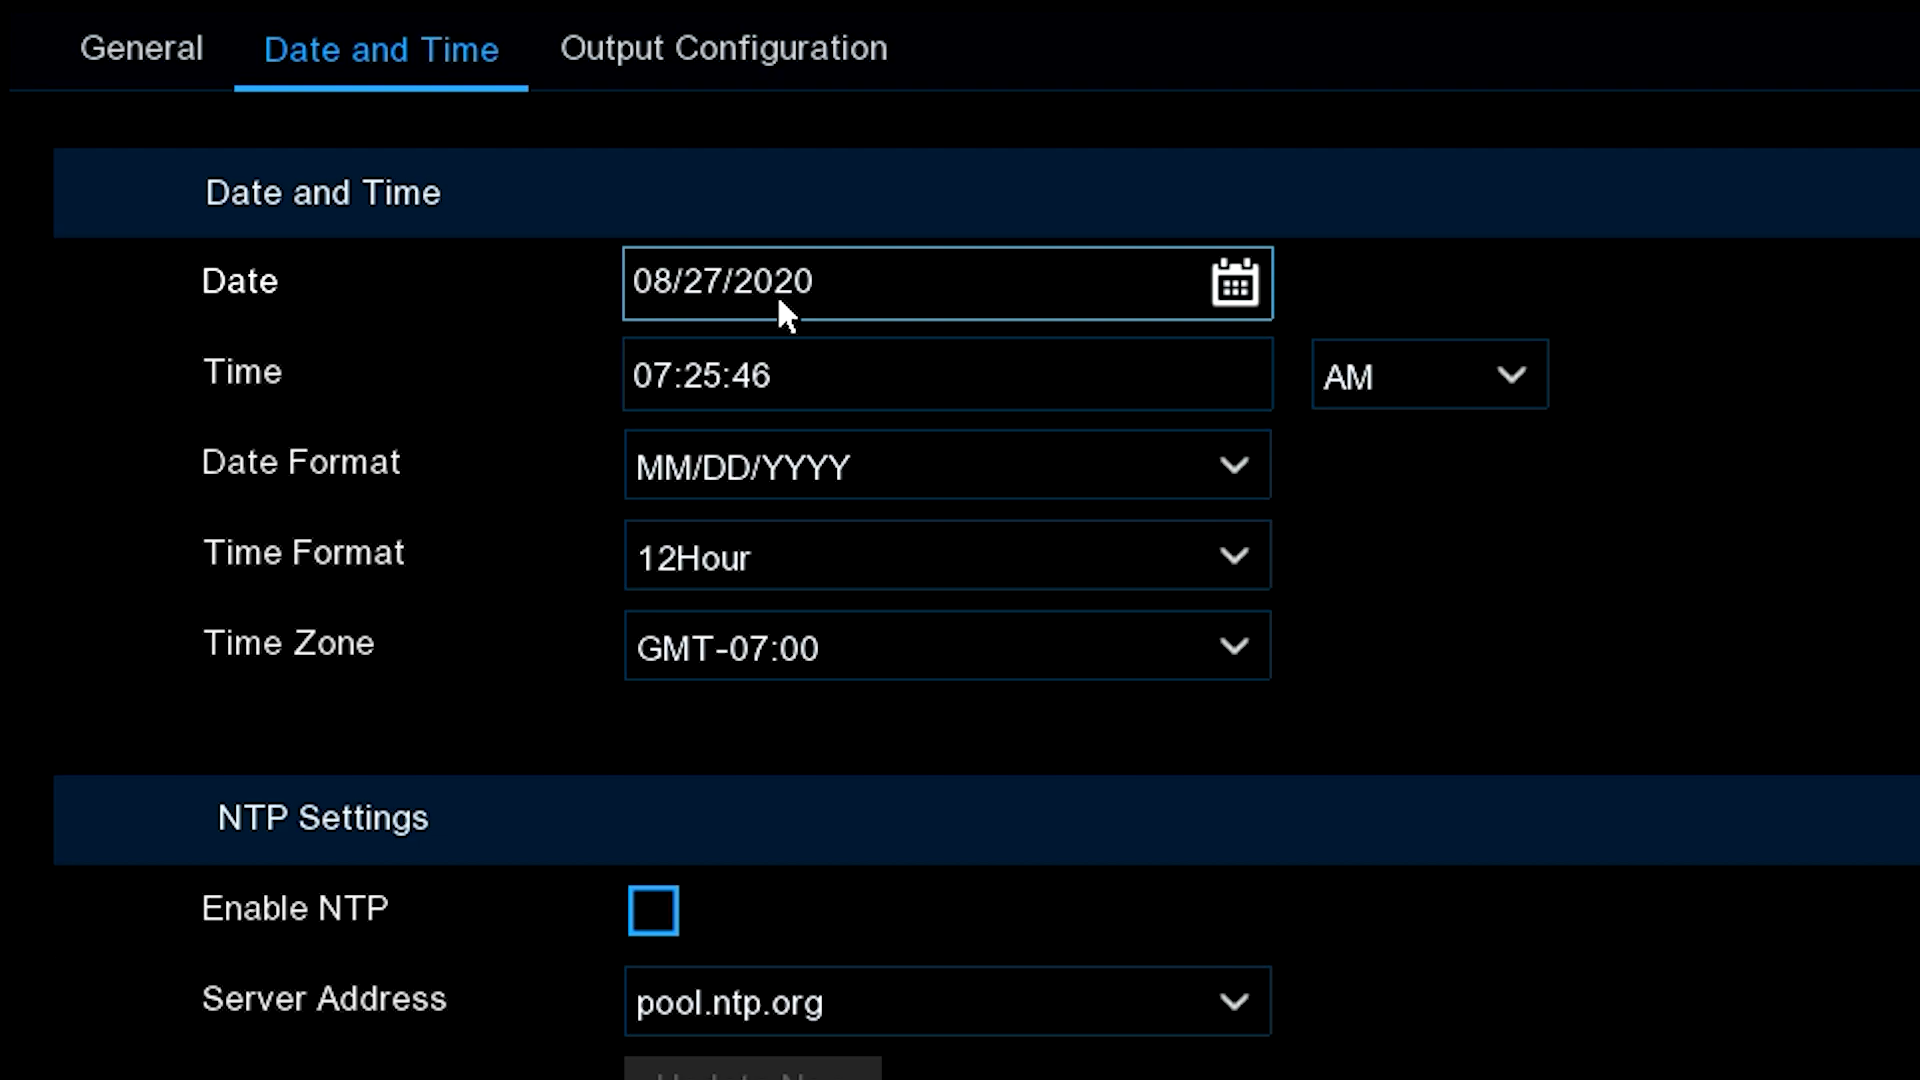 General Date and Time Output Configuration
Date and Time
Date 08/27/2020
Time 07:25:46 AM
Date Format MM/DD/YYYY
Time Format 12Hour
Time Zone GMT-07:00
NTP Settings
Enable NTP
Server Address pool.ntp.org